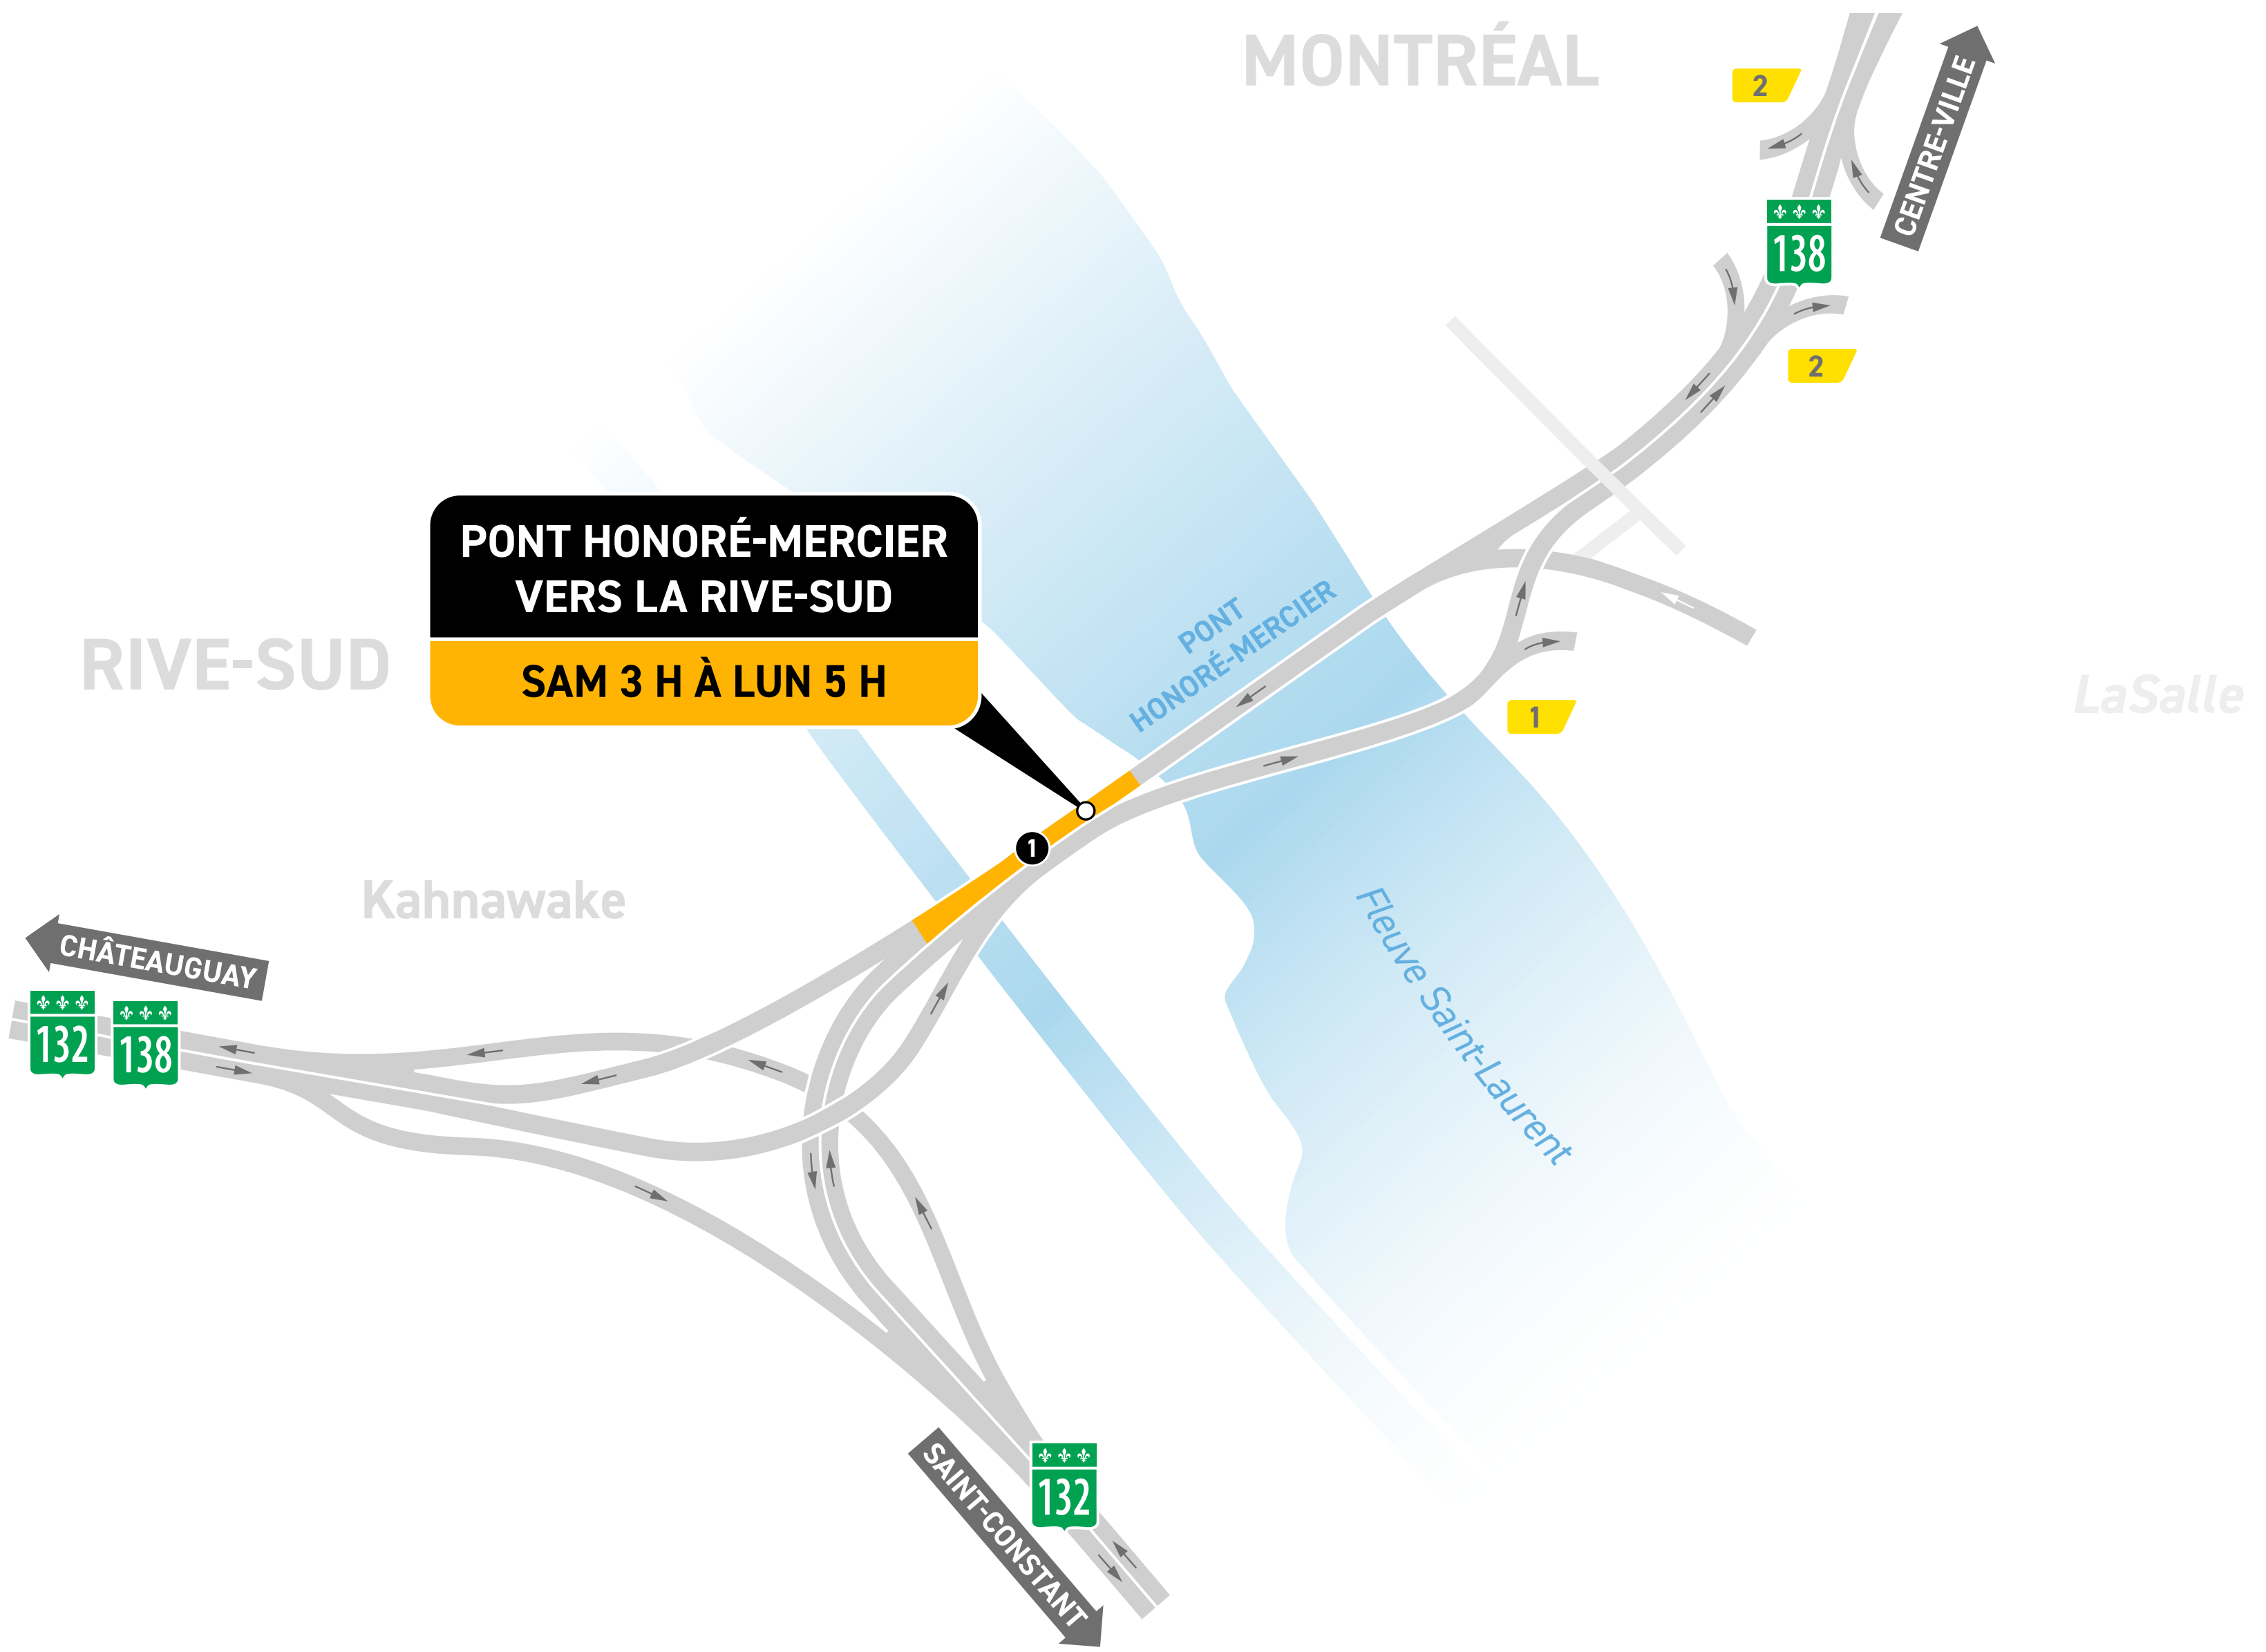 MONTRÉAL
2
CENTRE-VILLE
138
2
PONT HONORÉ-MERCIER
VERS LA RIVE-SUD
SAM 3 H À LUN 5 H
PONT
HONORÉ-MERCIER
RIVE-SUD
LaSalle
1
1
Kahnawake
Fleuve Saint-Laurent
CHÂTEAUGUAY
132
138
SAINT-CONSTANT
132